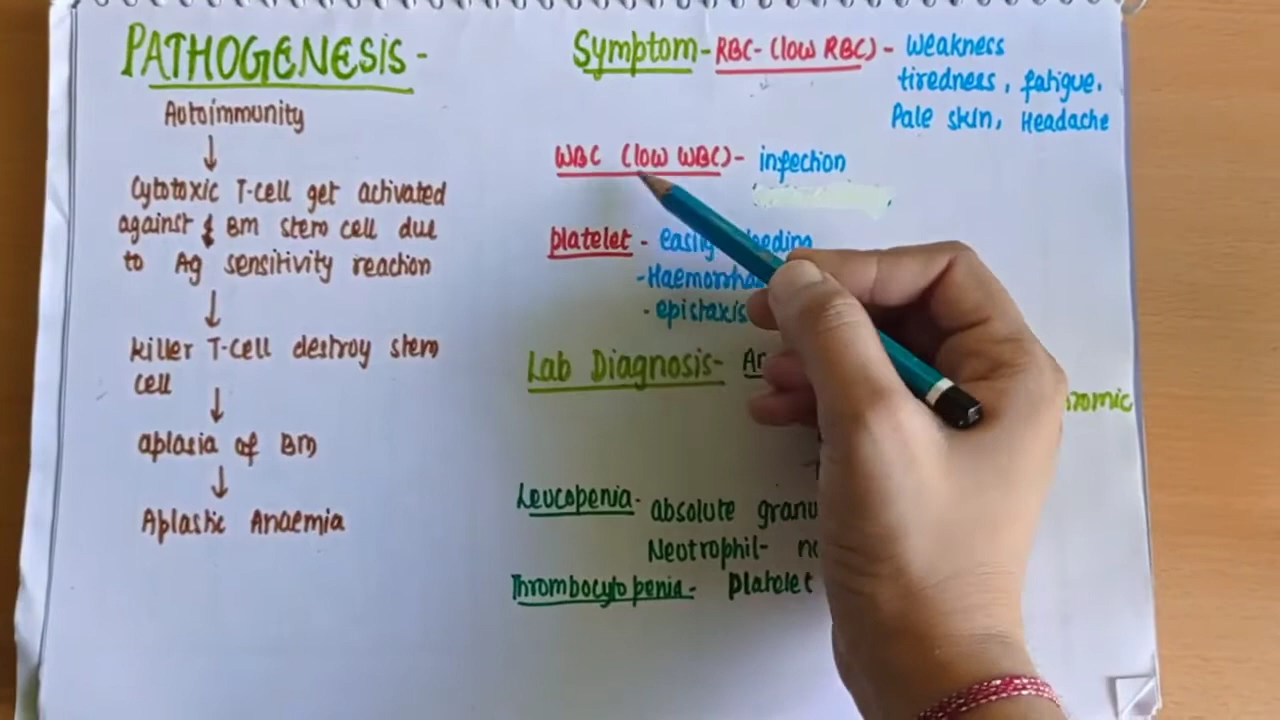 PATHOGENESIS -
Autoimmunity
↓
Cytotoxic T-cell get activated
against BM stem cell due
to Ag sensitivity reaction
↓
killer T-cell destroy stem
cell
↓
aplasia of BM
↓
Aplastic Anaemia
Symptom - RBC - (low RBC) - weakness
tiredness, fatigue.
Pale skin, Headache
WBC (low WBC) - infection
platelet - easily
- epistaxis
Lab Diagnosis -
Leucopenia - absolute
Neutrophil -
Thrombocytopenia - platelet